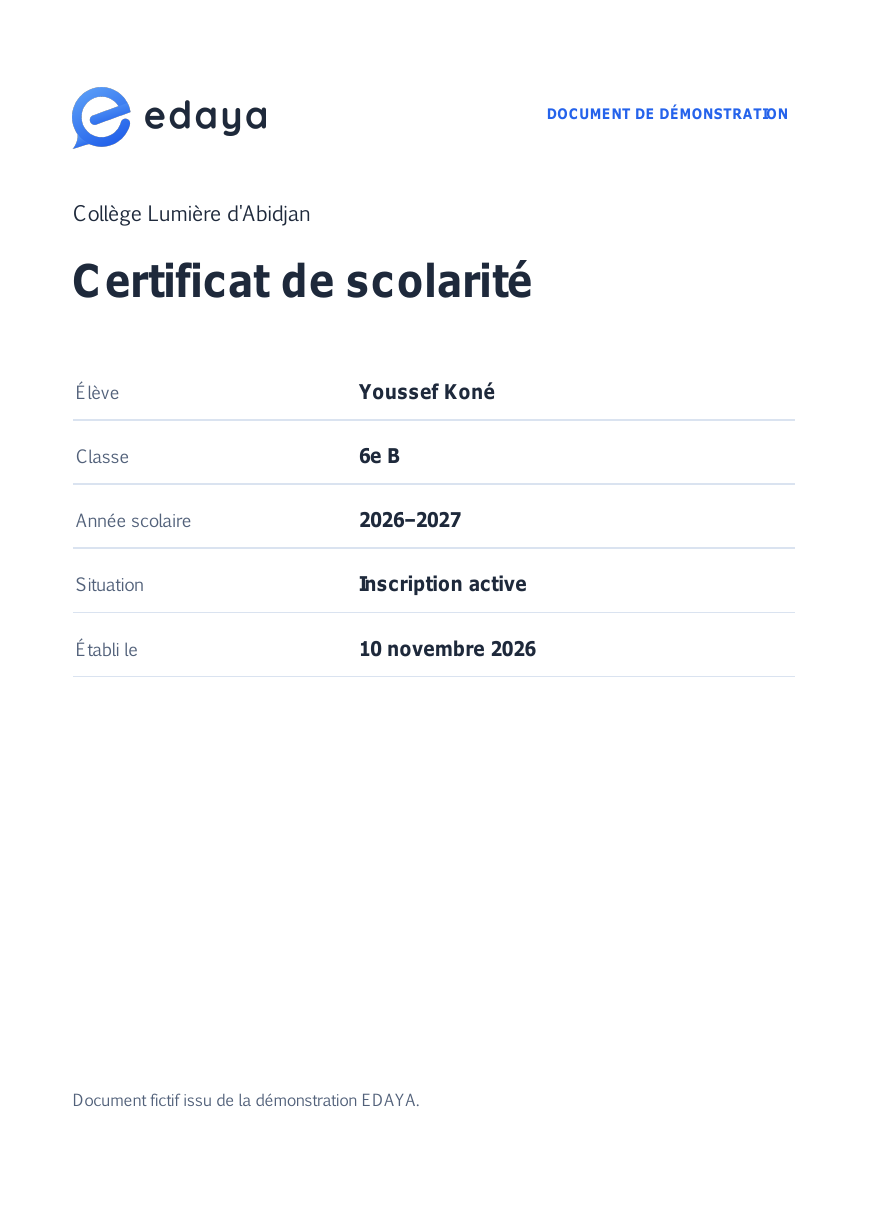 edaya
DOCUMENT DE DÉMONSTRATION
Collège Lumière d'Abidjan
Certificat de scolarité
Élève Youssef Koné
Classe 6e B
Année scolaire 2026–2027
Situation Inscription active
Établi le 10 novembre 2026
Document fictif issu de la démonstration EDAYA.